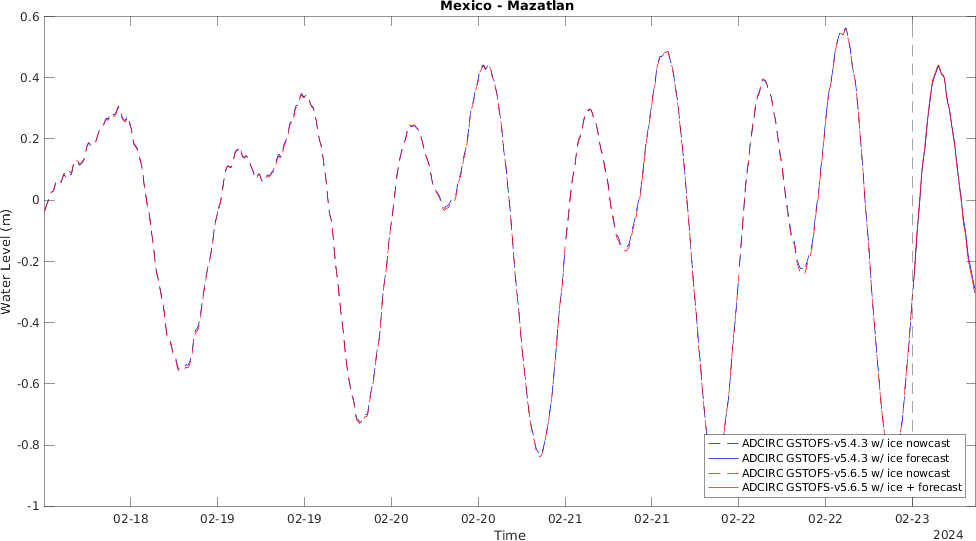 Mexico - Mazatlan
Water Level (m)
0.6
0.4
0.2
0
-0.2
-0.4
-0.6
-0.8
-1
ADCIRC GSTOFS-v5.4.3 w/ ice nowcast
ADCIRC GSTOFS-v5.4.3 w/ ice forecast
ADCIRC GSTOFS-v5.6.5 w/ ice nowcast
ADCIRC GSTOFS-v5.6.5 w/ ice + forecast
02-18 02-19 02-19 02-20 02-20 02-21 02-21 02-22 02-22 02-23
Time
2024